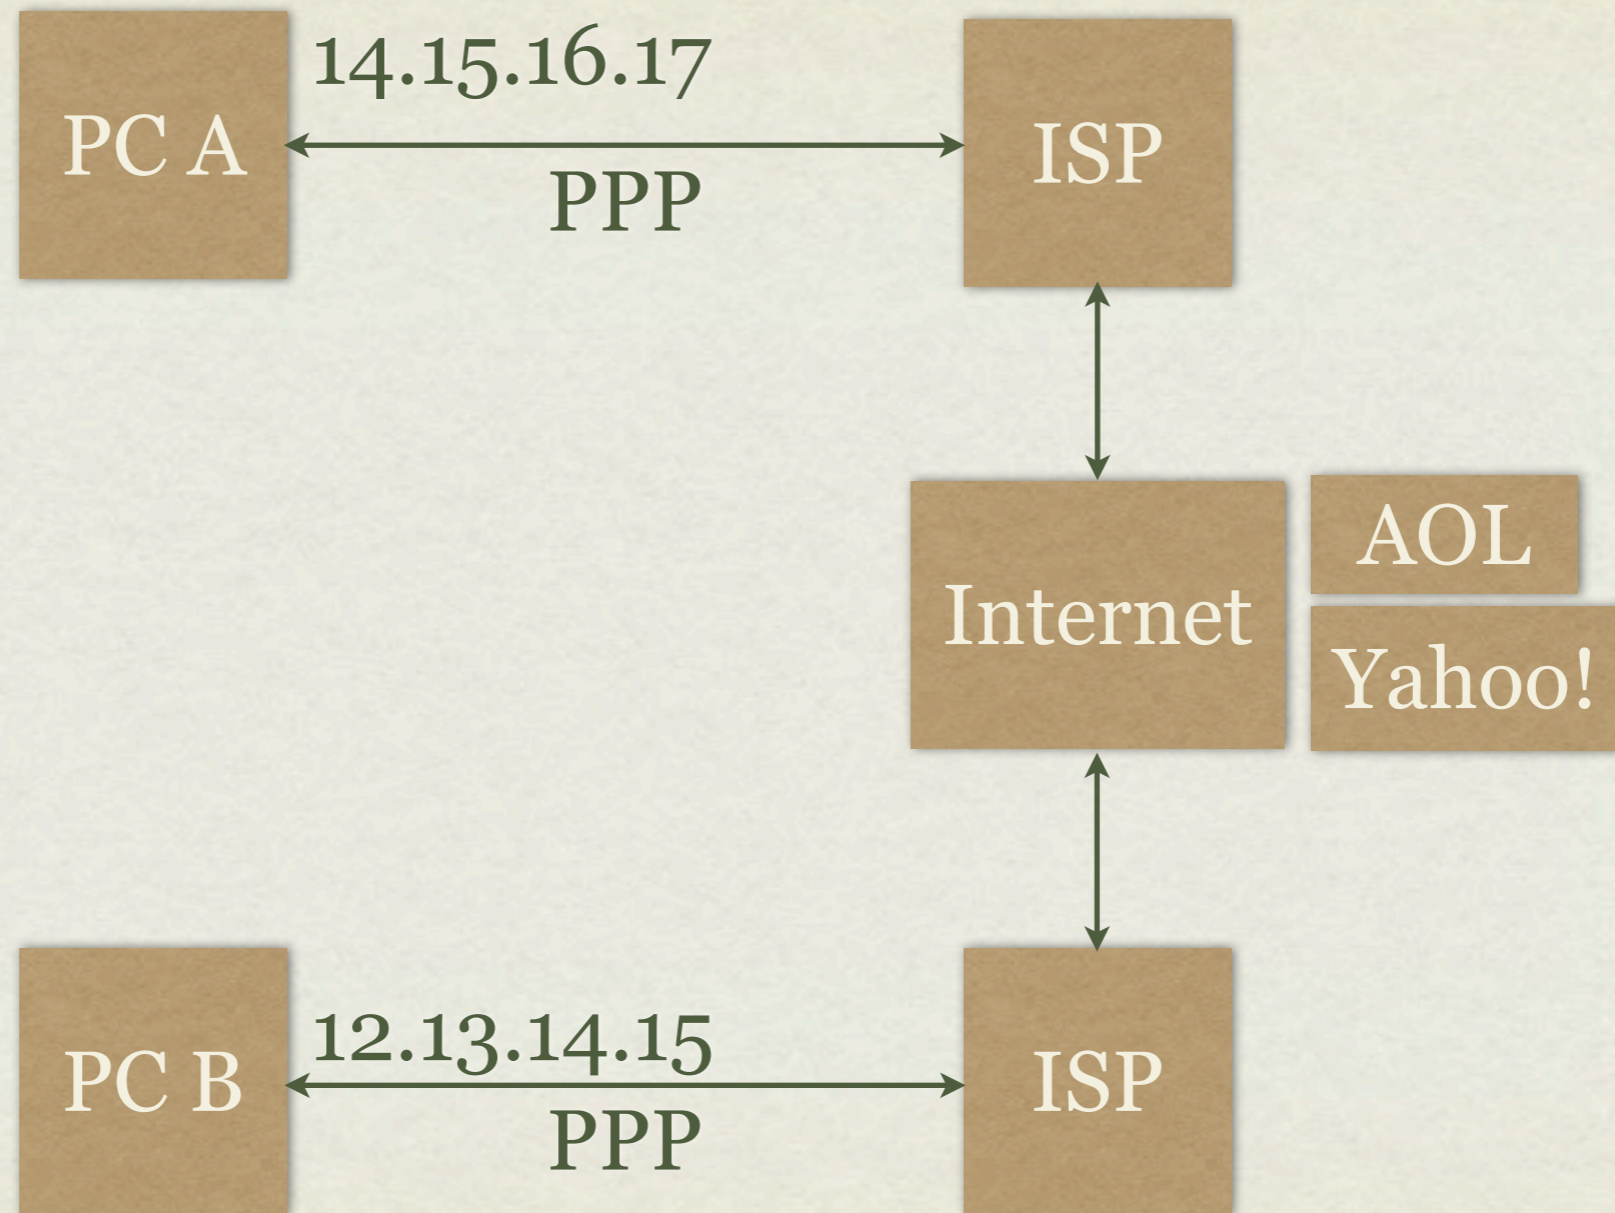 14.15.16.17
PC A
ISP
PPP
AOL
Internet
Yahoo!
12.13.14.15
PC B
ISP
PPP